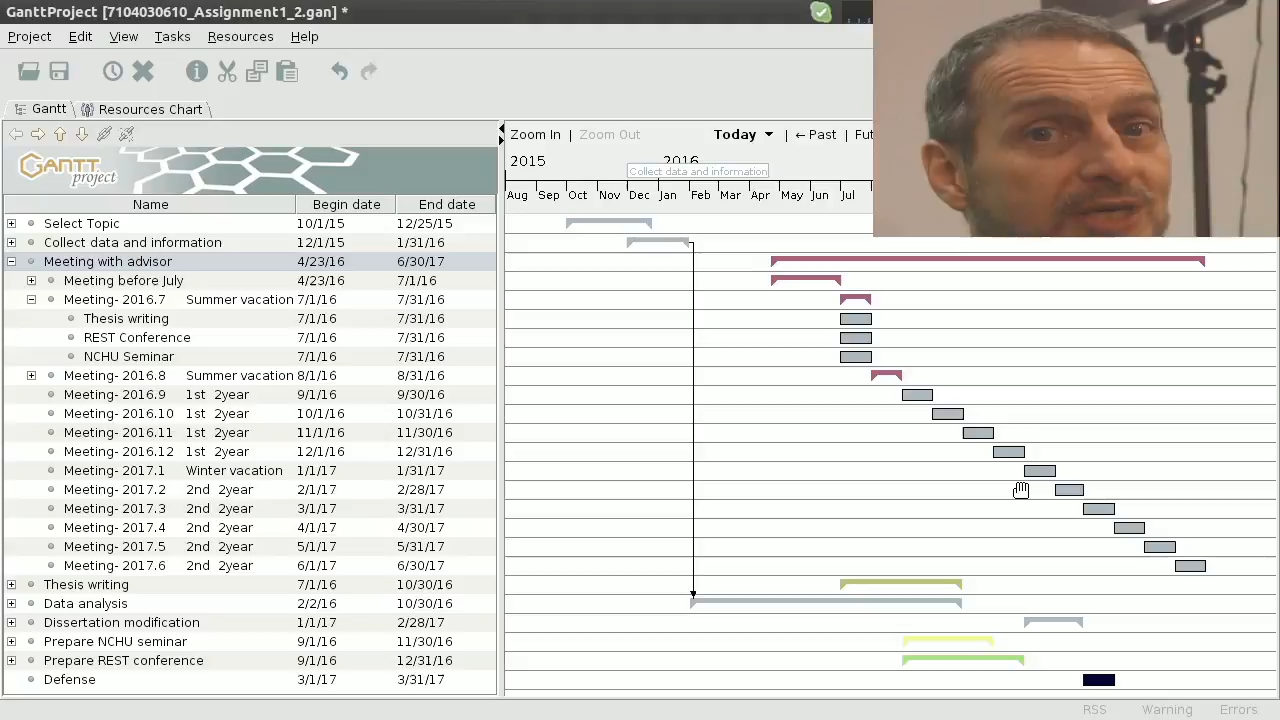 GanttProject [7104030610_Assignment1_2.gan] *
Project Edit View Tasks Resources Help
Gantt Resources Chart
Zoom In | Zoom Out Today | ← Past | Fut
GANTT project
2015 2016
Collect data and information
Aug Sep Oct Nov Dec Jan Feb Mar Apr May Jun Jul
Name Begin date End date
Select Topic 10/1/15 12/25/15
Collect data and information 12/1/15 1/31/16
Meeting with advisor 4/23/16 6/30/17
Meeting before July 4/23/16 7/1/16
Meeting- 2016.7 Summer vacation 7/1/16 7/31/16
Thesis writing 7/1/16 7/31/16
REST Conference 7/1/16 7/31/16
NCHU Seminar 7/1/16 7/31/16
Meeting- 2016.8 Summer vacation 8/1/16 8/31/16
Meeting- 2016.9 1st 2year 9/1/16 9/30/16
Meeting- 2016.10 1st 2year 10/1/16 10/31/16
Meeting- 2016.11 1st 2year 11/1/16 11/30/16
Meeting- 2016.12 1st 2year 12/1/16 12/31/16
Meeting- 2017.1 Winter vacation 1/1/17 1/31/17
Meeting- 2017.2 2nd 2year 2/1/17 2/28/17
Meeting- 2017.3 2nd 2year 3/1/17 3/31/17
Meeting- 2017.4 2nd 2year 4/1/17 4/30/17
Meeting- 2017.5 2nd 2year 5/1/17 5/31/17
Meeting- 2017.6 2nd 2year 6/1/17 6/30/17
Thesis writing 7/1/16 10/30/16
Data analysis 2/2/16 10/30/16
Dissertation modification 1/1/17 2/28/17
Prepare NCHU seminar 9/1/16 11/30/16
Prepare REST conference 9/1/16 12/31/16
Defense 3/1/17 3/31/17
RSS Warning Errors